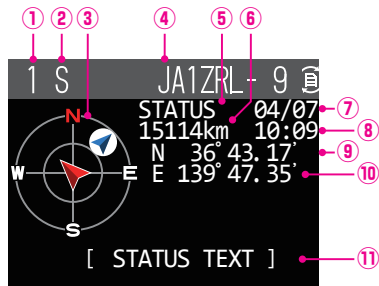 ① ② ③ ④ ⑤ ⑥
1 S JA1ZRL- 9
STATUS 04/07 ⑦
15114km 10:09 ⑧
N 36°43.17' ⑨
E 139°47.35' ⑩
N
W E
S
[ STATUS TEXT ] ⑪